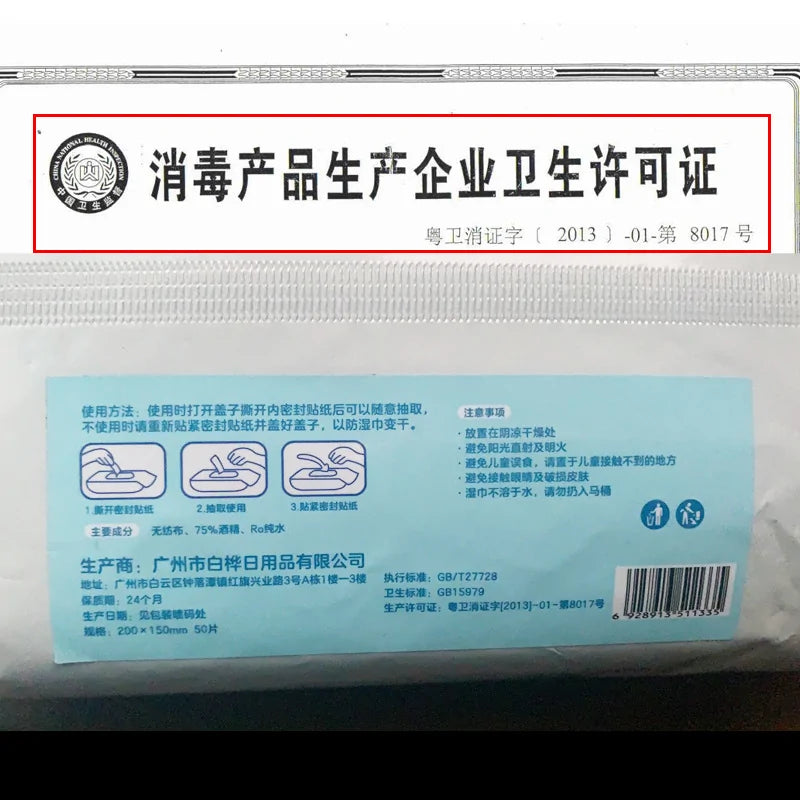 CHINA NATIONAL HEALTH INSPECTION
中国卫生监督
消毒产品生产企业卫生许可证
粤卫消证字〔 2013 〕-01-第 8017 号
使用方法：使用时打开盖子撕开内密封贴纸后可以随意抽取，
不使用时请重新贴紧密封贴纸并盖好盖子，以防湿巾变干。
1.撕开密封贴纸
2.抽取使用
3.贴紧密封贴纸
主要成分 无纺布、75%酒精、Ro纯水
生产商：广州市白桦日用品有限公司
地址：广州市白云区钟落潭镇红旗兴业路3号A栋1楼-3楼
保质期：24个月
生产日期：见包装喷码处
规格：200×150mm 50片
注意事项
·放置在阴凉干燥处
·避免阳光直射及明火
·避免儿童误食，请置于儿童接触不到的地方
·避免接触眼睛及破损皮肤
·湿巾不溶于水，请勿扔入马桶
执行标准：GB/T27728
卫生标准：GB15979
生产许可证：粤卫消证字[2013]-01-第8017号
6 928913 511335